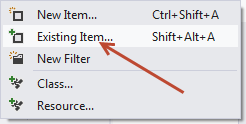 New Item... Ctrl+Shift+A
Existing Item... Shift+Alt+A
New Filter
Class...
Resource...